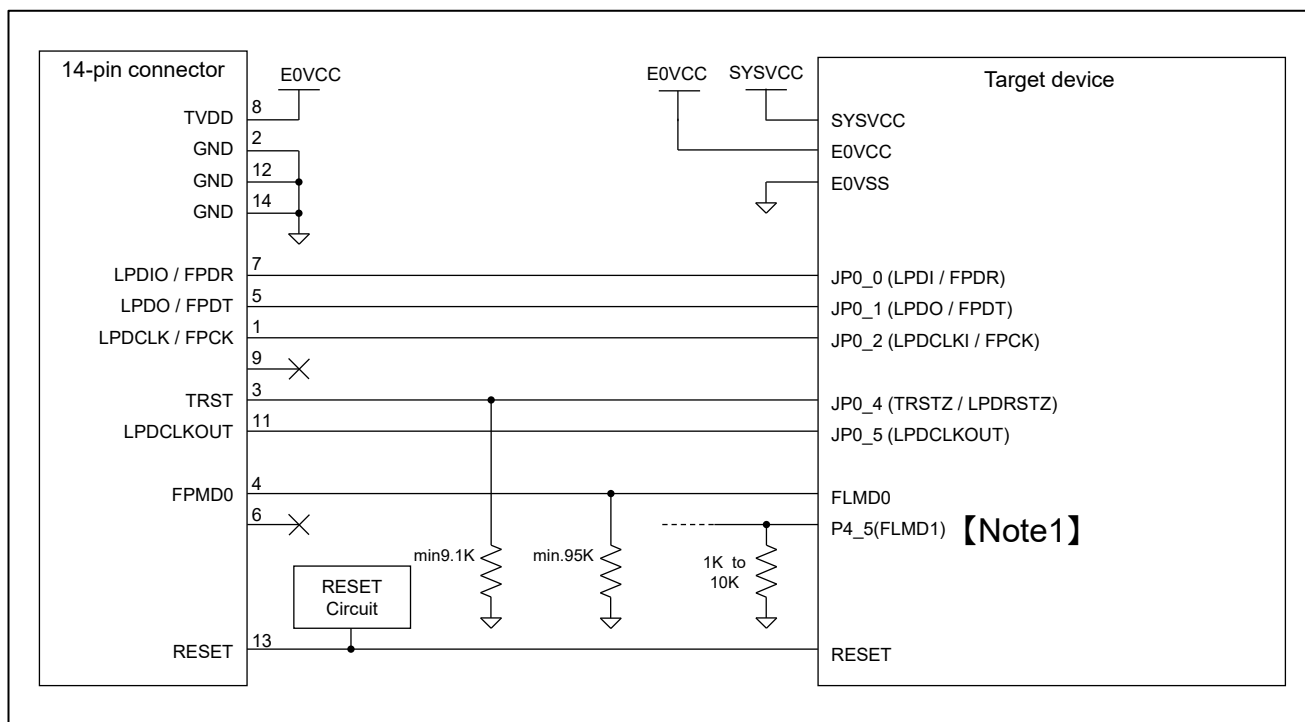 14-pin connector
E0VCC
E0VCC
SYSVCC
Target device
TVDD
8
SYSVCC
GND
2
E0VCC
GND
12
E0VSS
GND
14
LPDIO / FPDR
7
JP0_0 (LPDI / FPDR)
LPDO / FPDT
5
JP0_1 (LPDO / FPDT)
LPDCLK / FPCK
1
JP0_2 (LPDCLKI / FPCK)
9
TRST
3
JP0_4 (TRSTZ / LPDRSTZ)
LPDCLKOUT
11
JP0_5 (LPDCLKOUT)
FPMD0
4
FLMD0
6
P4_5(FLMD1) 【Note1】
min9.1K
min.95K
1K to
10K
RESET
Circuit
RESET
13
RESET